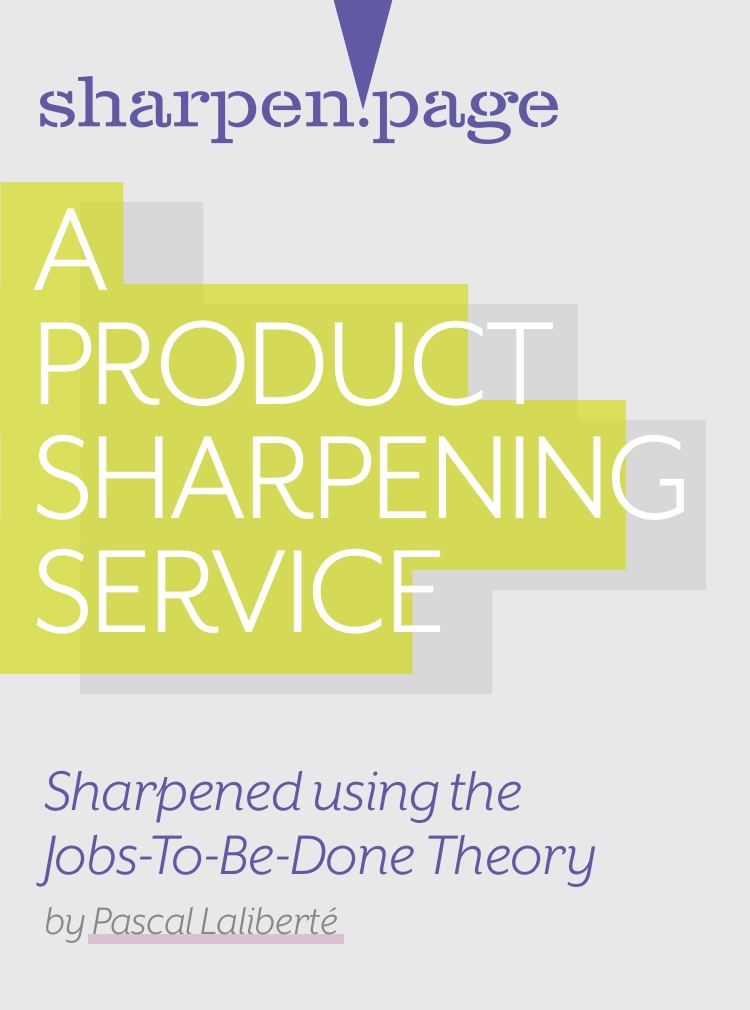 sharpen.page
A
PRODUCT
SHARPENING
SERVICE
Sharpened using the
Jobs-To-Be-Done Theory
by Pascal Laliberté